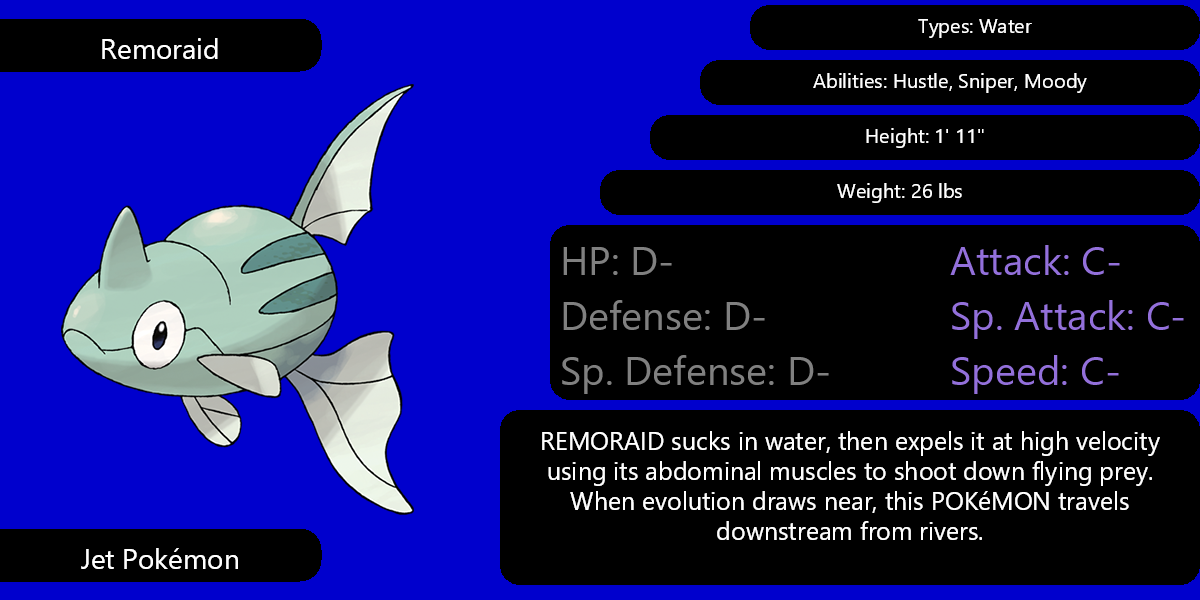 Remoraid
Types: Water
Abilities: Hustle, Sniper, Moody
Height: 1' 11"
Weight: 26 lbs
HP: D-
Attack: C-
Defense: D-
Sp. Attack: C-
Sp. Defense: D-
Speed: C-
REMORAID sucks in water, then expels it at high velocity
using its abdominal muscles to shoot down flying prey.
When evolution draws near, this POKéMON travels
downstream from rivers.
Jet Pokémon